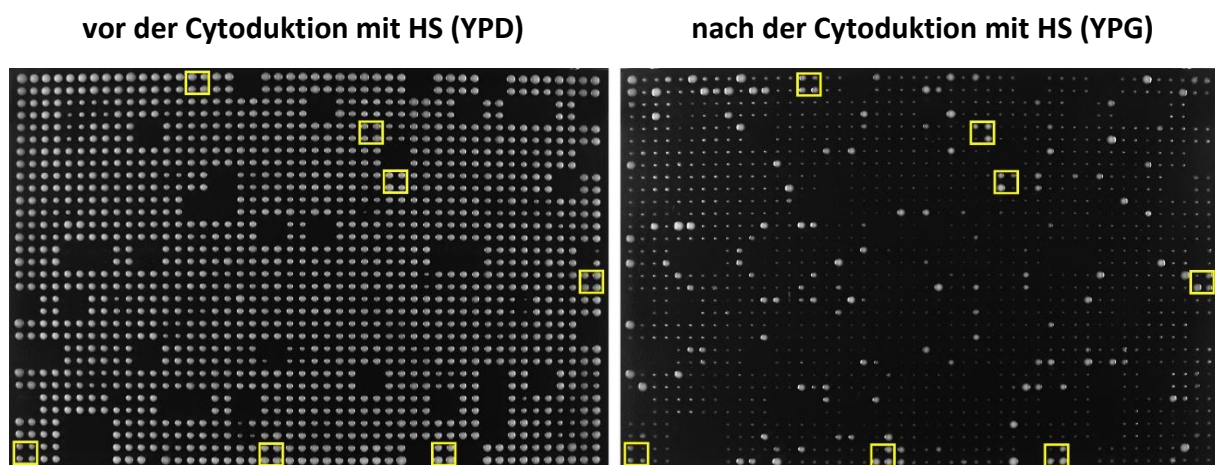 vor der Cytoduktion mit HS (YPD)
nach der Cytoduktion mit HS (YPG)